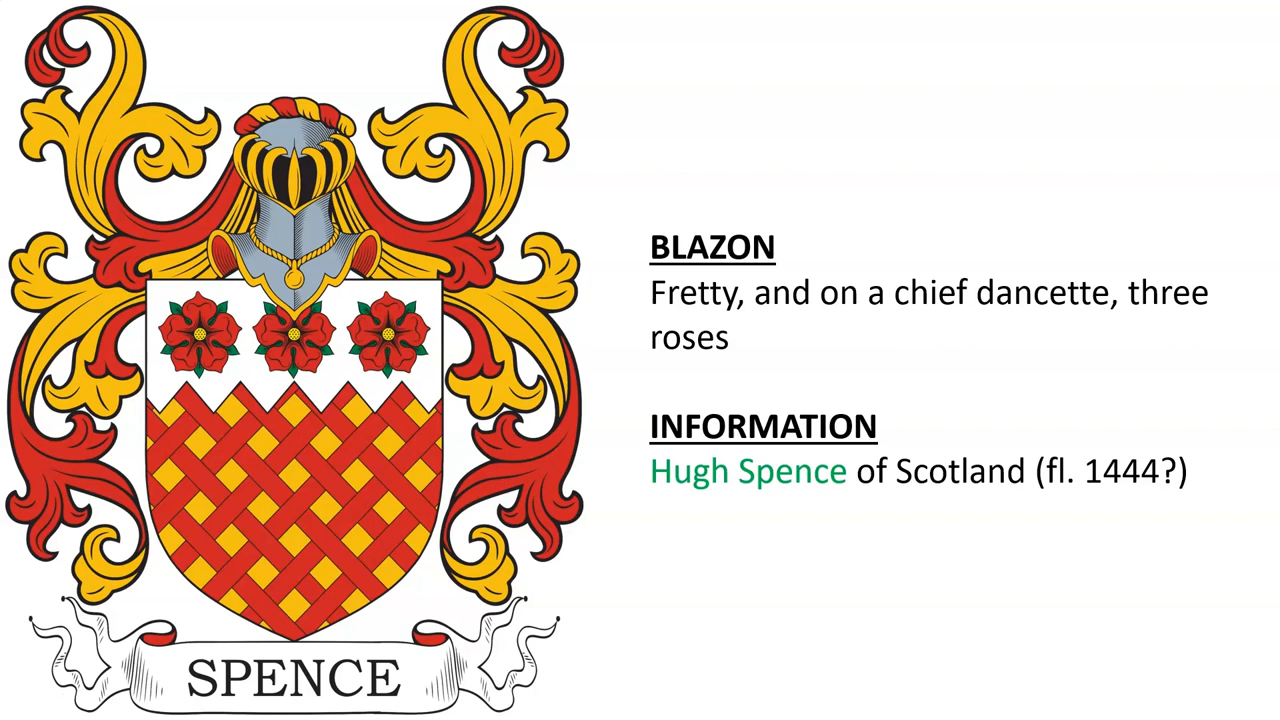 BLAZON
Fretty, and on a chief dancette, three
roses
INFORMATION
Hugh Spence of Scotland (fl. 1444?)
SPENCE